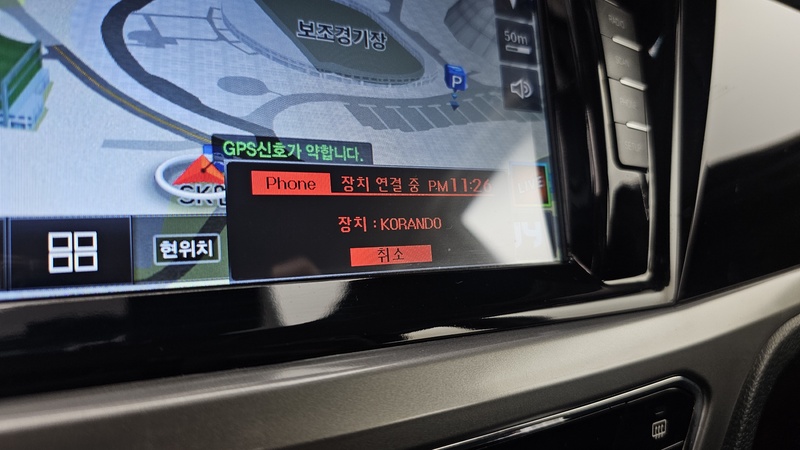 보조경기장
50m
P
GPS신호가 약합니다.
Phone
장치 연결 중
PM11:26
장치 : KORANDO
취소
현위치